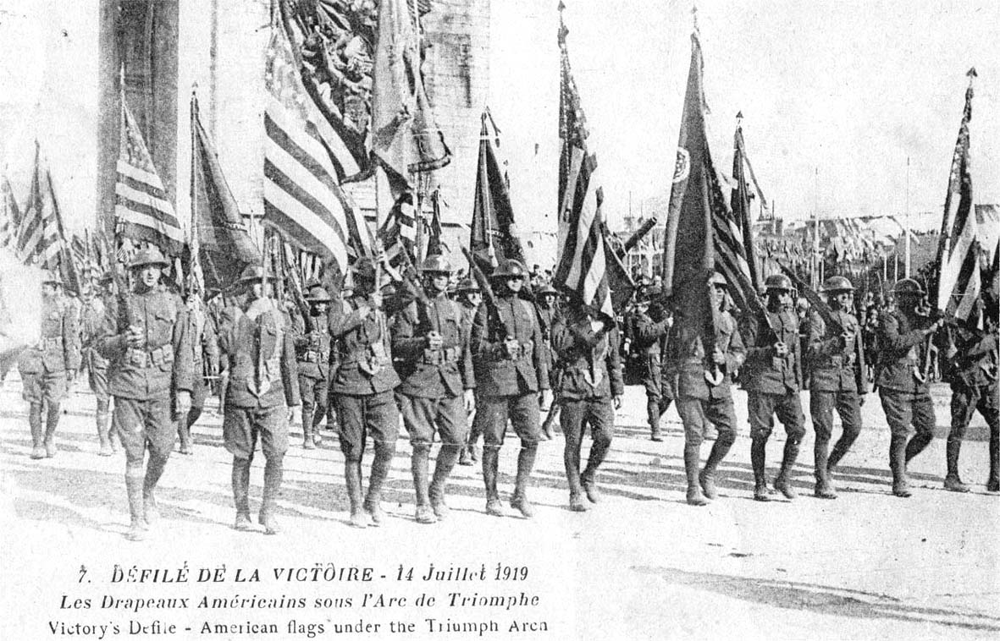 7. DÉFILÉ DE LA VICTOIRE - 14 Juillet 1919
Les Drapeaux Américains sous l'Arc de Triomphe
Victory's Defile - American flags under the Triumph Arch